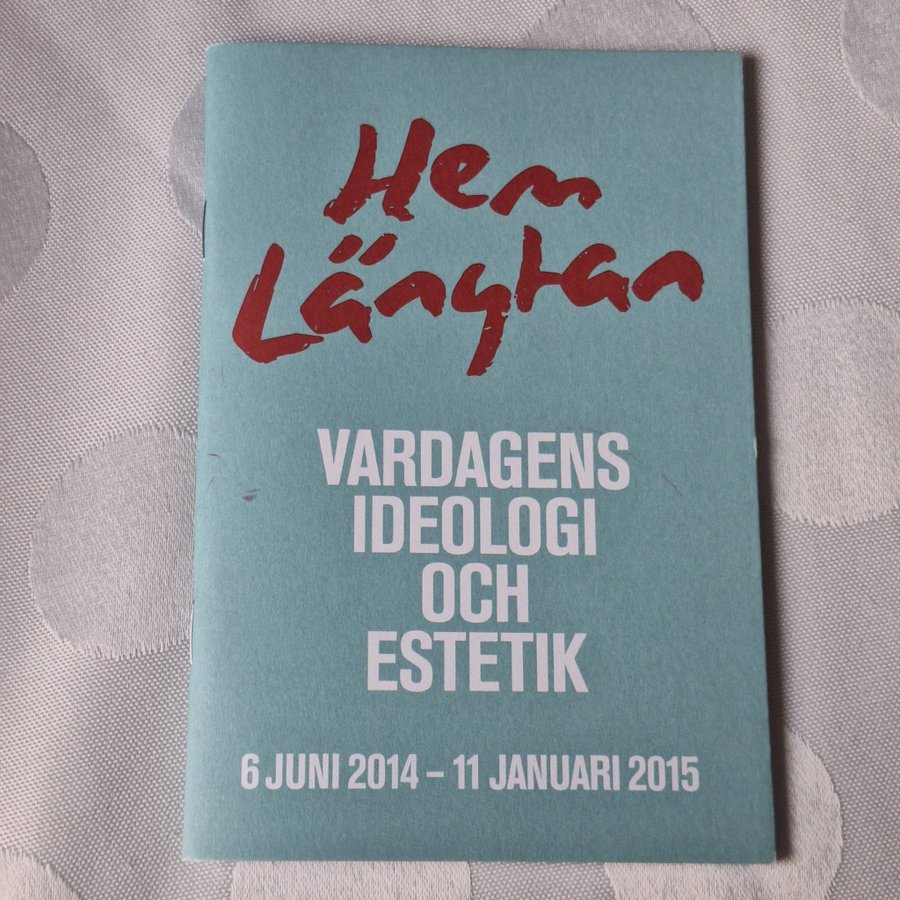 Hem
Längtan
VARDAGENS
IDEOLOGI
OCH
ESTETIK
6 JUNI 2014 – 11 JANUARI 2015